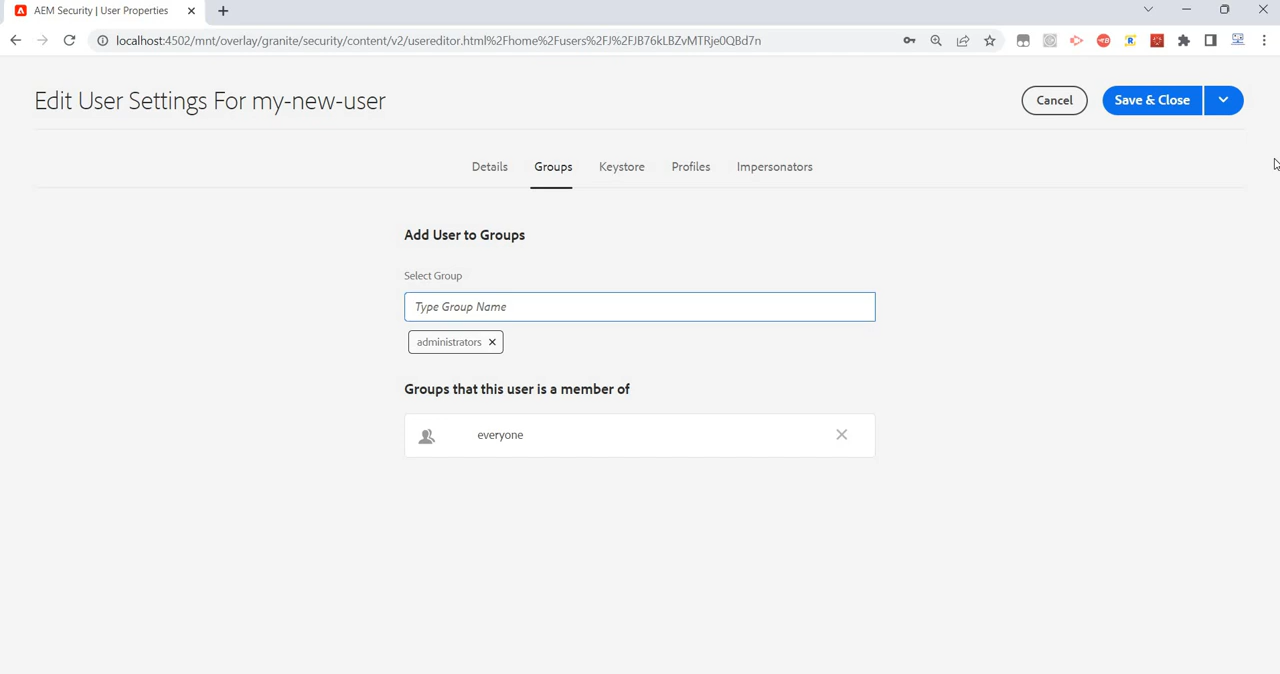 AEM Security | User Properties
localhost:4502/mnt/overlay/granite/security/content/v2/usereditor.html%2Fhome%2Fusers%2FJ%2FJB76kLBZvMTRje0QBd7n
Edit User Settings For my-new-user
Cancel
Save & Close
Details
Groups
Keystore
Profiles
Impersonators
Add User to Groups
Select Group
Type Group Name
administrators
Groups that this user is a member of
everyone